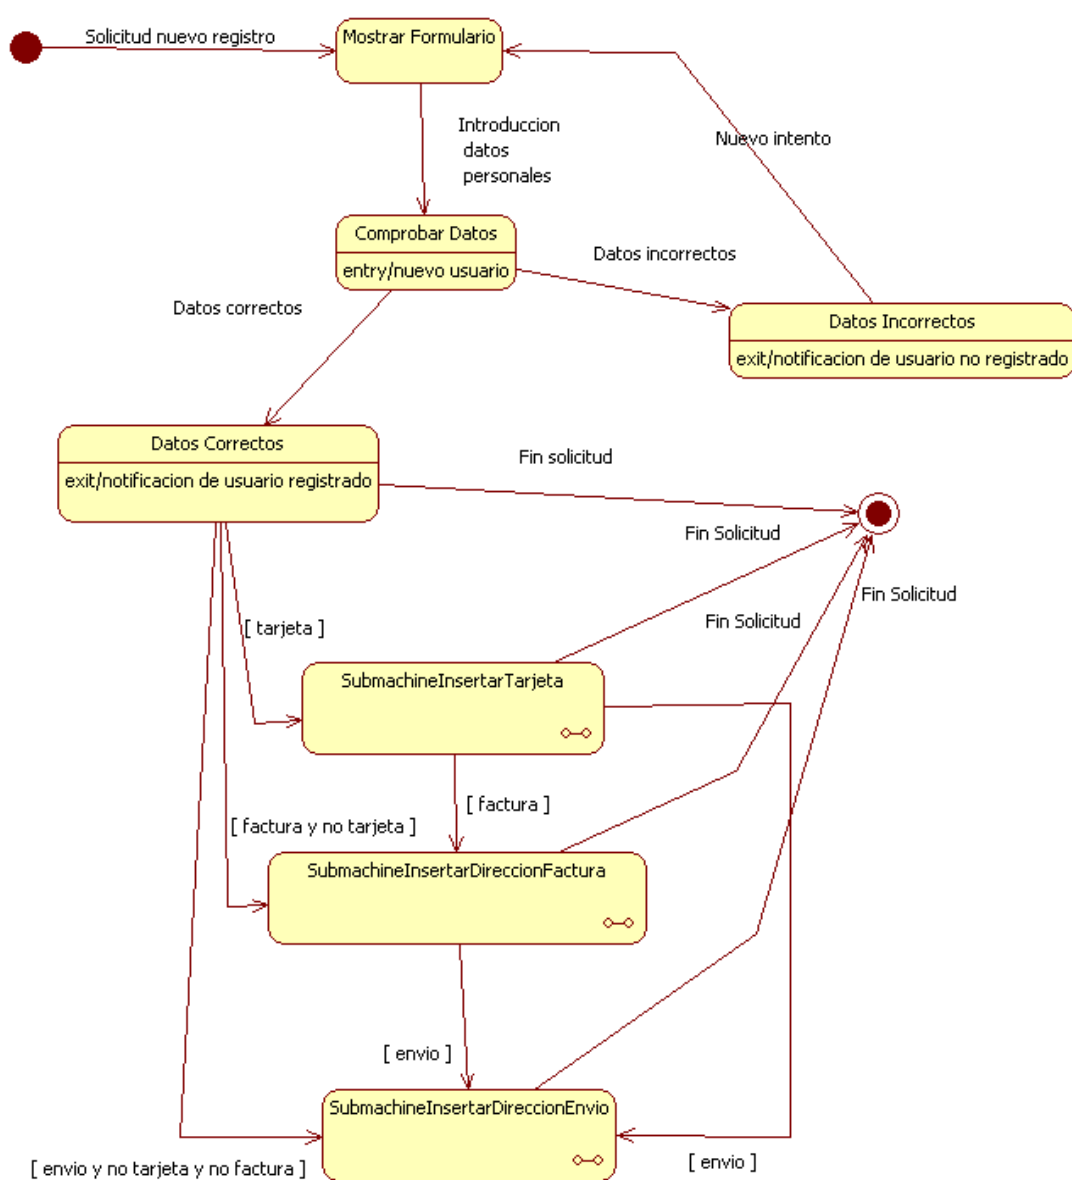 Solicitud nuevo registro
Mostrar Formulario
Introduccion
datos
personales
Nuevo intento
Comprobar Datos
entry/nuevo usuario
Datos incorrectos
Datos correctos
Datos Incorrectos
exit/notificacion de usuario no registrado
Datos Correctos
exit/notificacion de usuario registrado
Fin solicitud
Fin Solicitud
Fin Solicitud
Fin Solicitud
[ tarjeta ]
SubmachineInsertarTarjeta
[ factura ]
[ factura y no tarjeta ]
SubmachineInsertarDireccionFactura
[ envio ]
SubmachineInsertarDireccionEnvio
[ envio y no tarjeta y no factura ]
[ envio ]